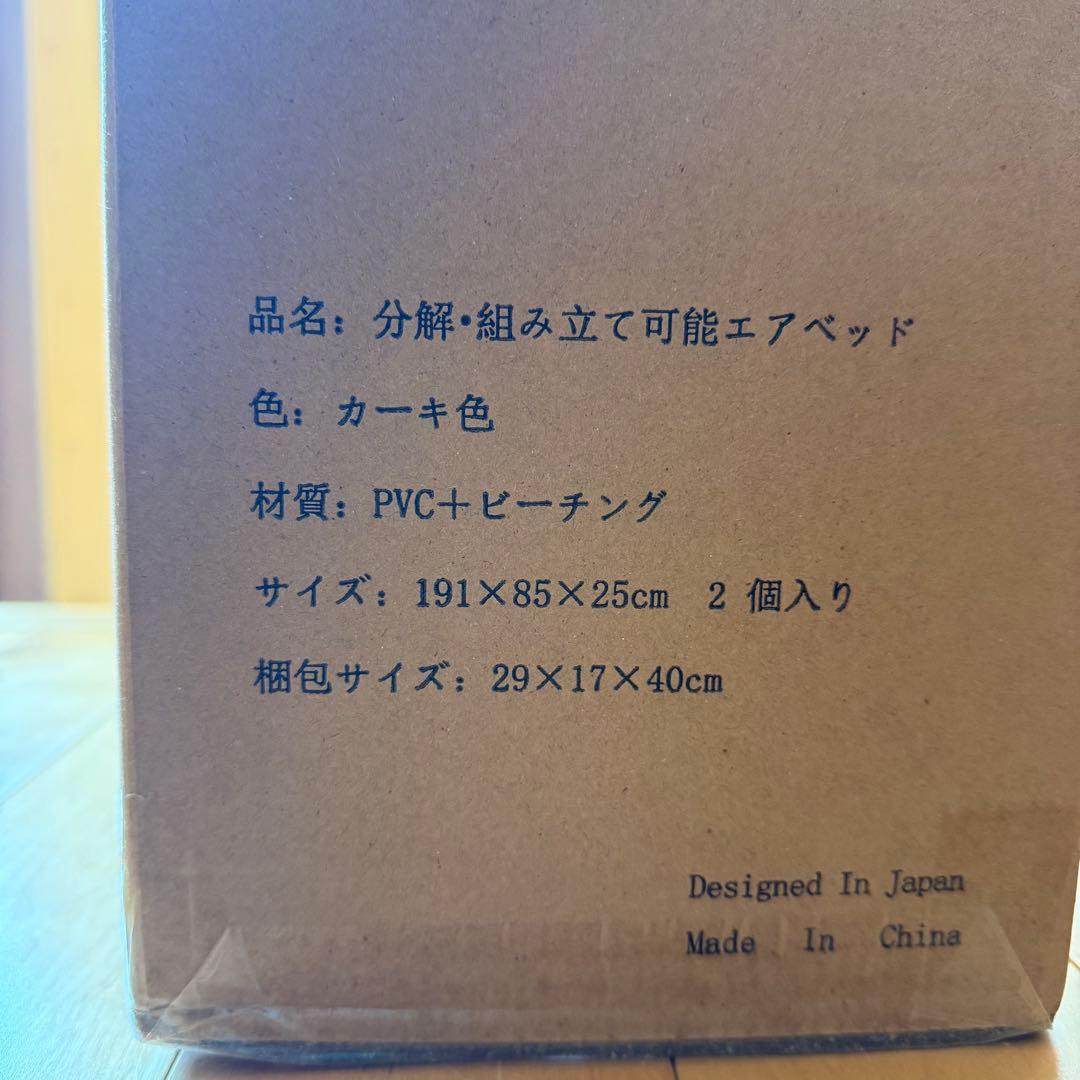 品名：分解・組み立て可能エアベッド
色：カーキ色
材質：PVC＋ビーチング
サイズ：191×85×25cm 2 個入り
梱包サイズ：29×17×40cm
Designed In Japan
Made In China